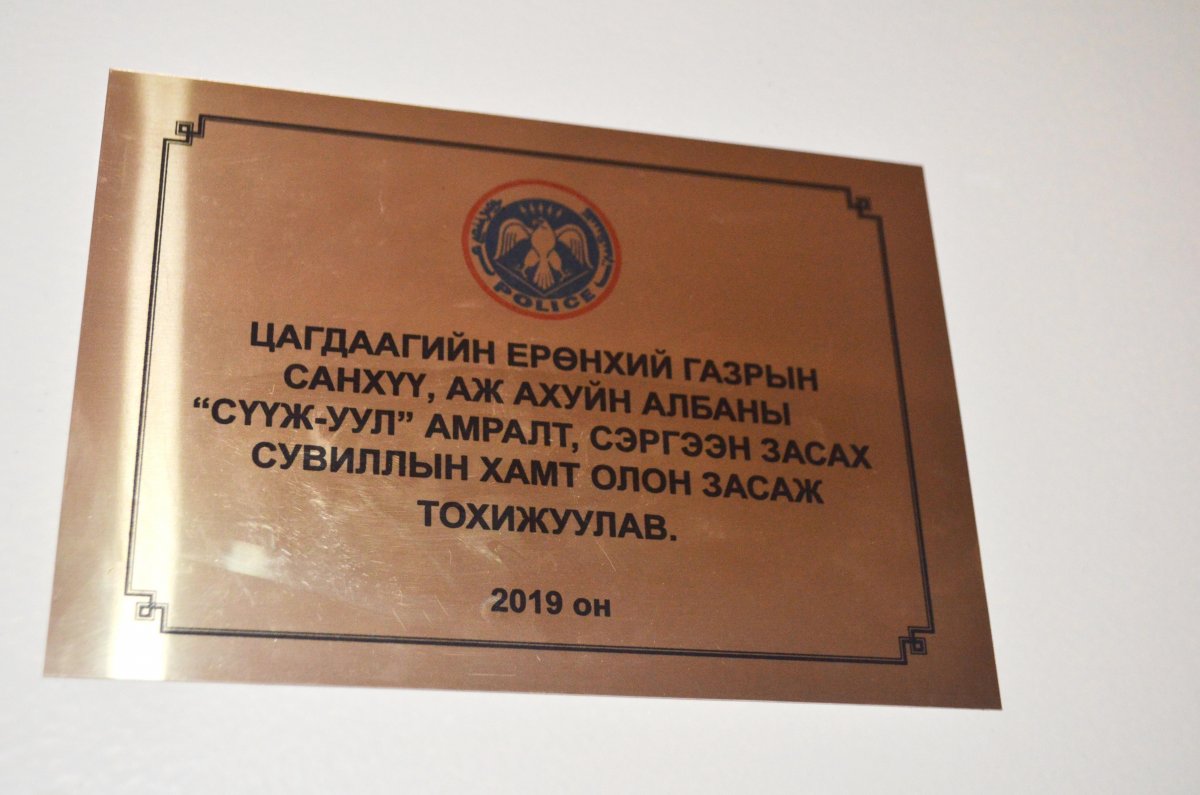 POLICE
ЦАГДААГИЙН ЕРӨНХИЙ ГАЗРЫН
САНХҮҮ, АЖ АХУЙН АЛБАНЫ
“СҮҮЖ-УУЛ” АМРАЛТ, СЭРГЭЭН ЗАСАХ
СУВИЛЛЫН ХАМТ ОЛОН ЗАСАЖ
ТОХИЖУУЛАВ.
2019 он